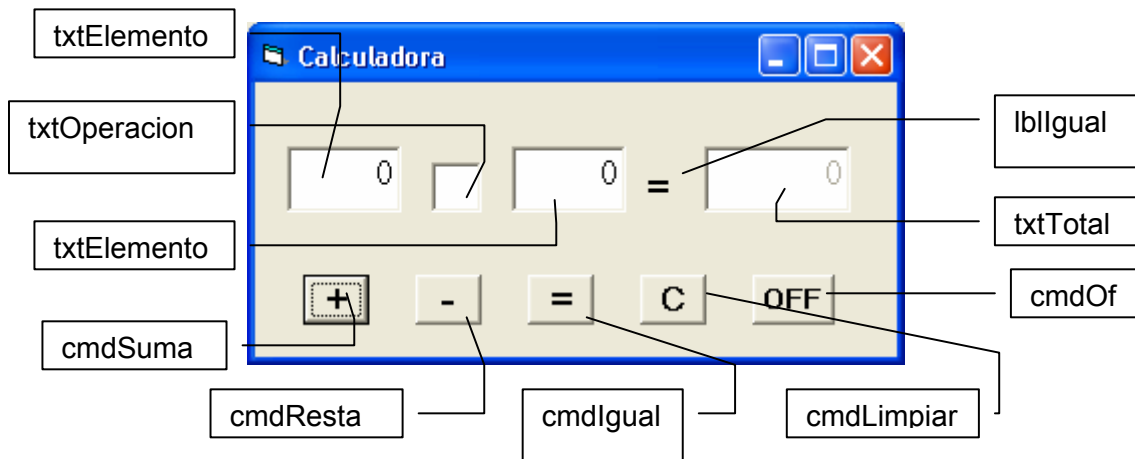 txtElemento
Calculadora
txtOperacion
lblIgual
0
0
=
0
txtElemento
txtTotal
+
-
=
C
OFF
cmdOf
cmdSuma
cmdResta
cmdIgual
cmdLimpiar